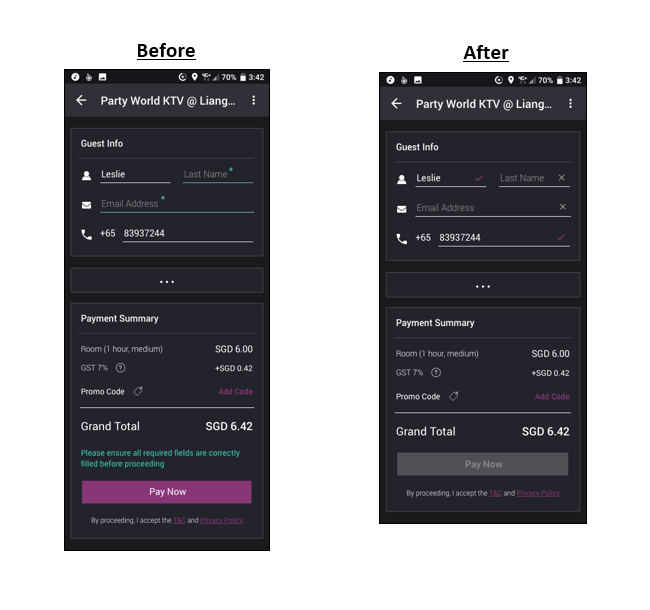 Before
70% 3:42
Party World KTV @ Liang...
Guest Info
Leslie
Last Name *
Email Address *
+65 83937244
...
Payment Summary
Room (1 hour, medium) SGD 6.00
GST 7% ? +SGD 0.42
Promo Code Add Code
Grand Total SGD 6.42
Please ensure all required fields are correctly
filled before proceeding
Pay Now
By proceeding, I accept the T&C and Privacy Policy.
After
70% 3:42
Party World KTV @ Liang...
Guest Info
Leslie
Last Name
Email Address
+65 83937244
...
Payment Summary
Room (1 hour, medium) SGD 6.00
GST 7% ? +SGD 0.42
Promo Code Add Code
Grand Total SGD 6.42
Pay Now
By proceeding, I accept the T&C and Privacy Policy.